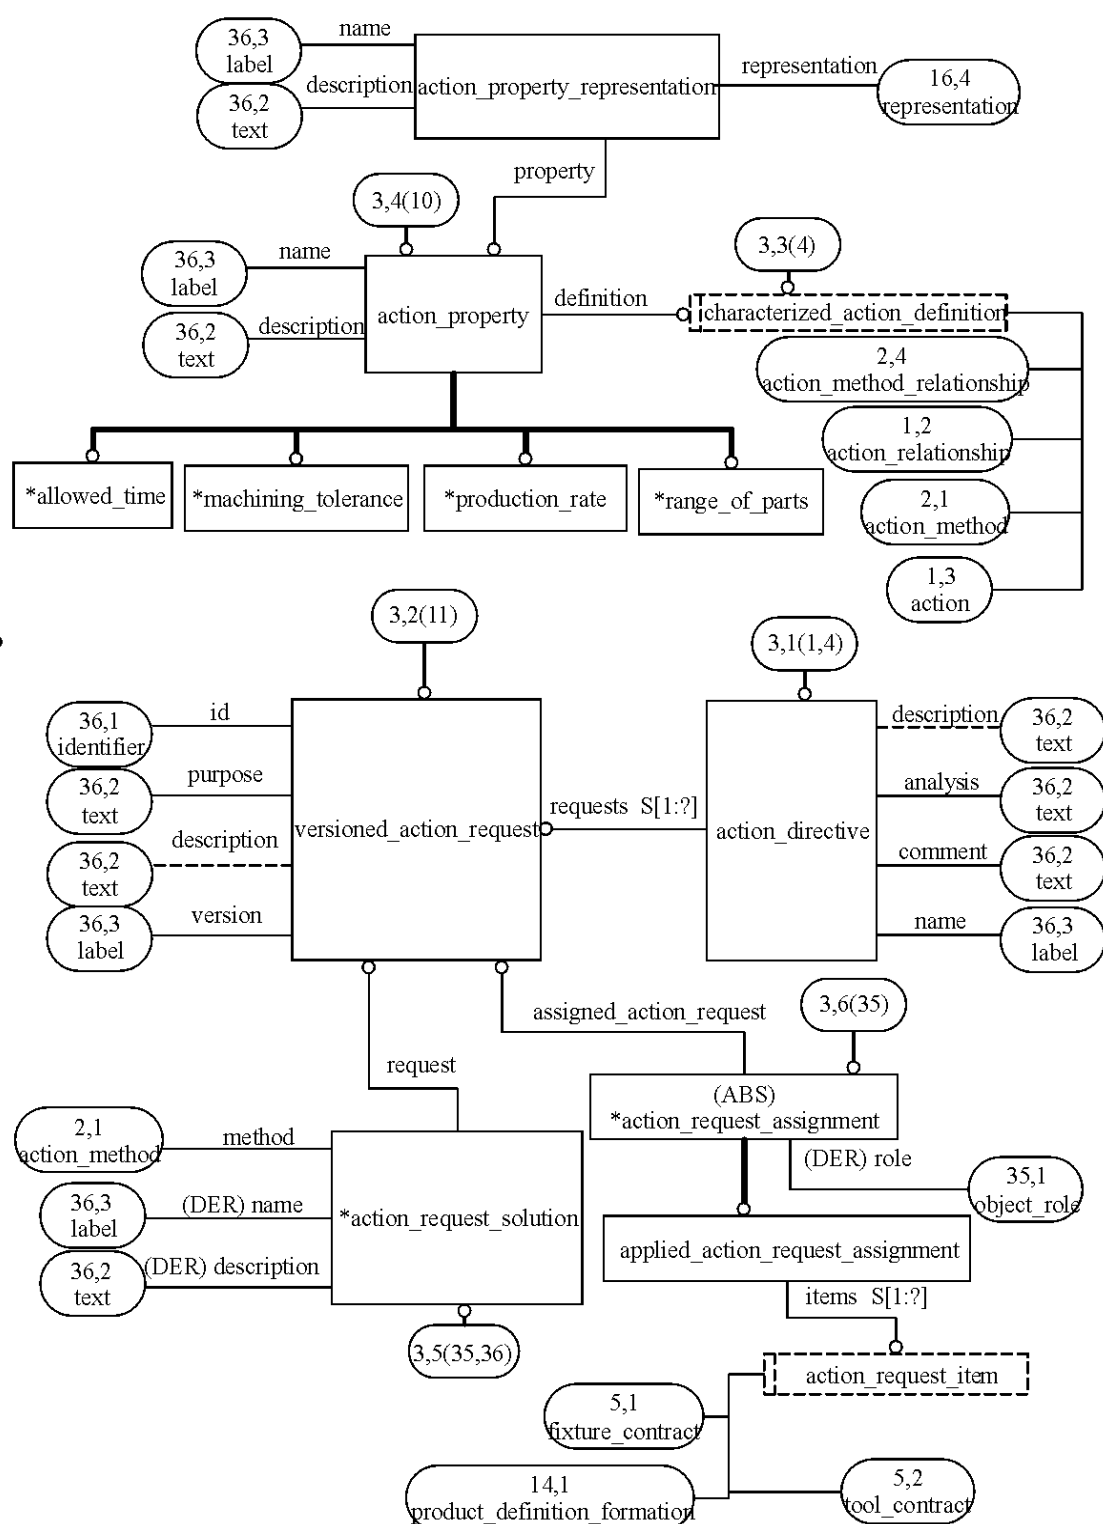 name
36,3
label
description
36,2
text
action_property_representation
representation
16,4
representation
property
3,4(10)
3,3(4)
name
36,3
label
description
36,2
text
action_property
definition
characterized_action_definition
2,4
action_method_relationship
1,2
action_relationship
2,1
action_method
1,3
action
*allowed_time
*machining_tolerance
*production_rate
*range_of_parts
3,2(11)
3,1(1,4)
id
36,1
identifier
purpose
36,2
text
description
36,2
text
version
36,3
label
versioned_action_request
requests S[1:?]
action_directive
description
36,2
text
analysis
36,2
text
comment
36,2
text
name
36,3
label
assigned_action_request
3,6(35)
request
(ABS)
*action_request_assignment
(DER) role
35,1
object_role
2,1
action_method
method
36,3
label
(DER) name
36,2
text
(DER) description
*action_request_solution
3,5(35,36)
applied_action_request_assignment
items S[1:?]
action_request_item
5,1
fixture_contract
14,1
product_definition_formation
5,2
tool_contract